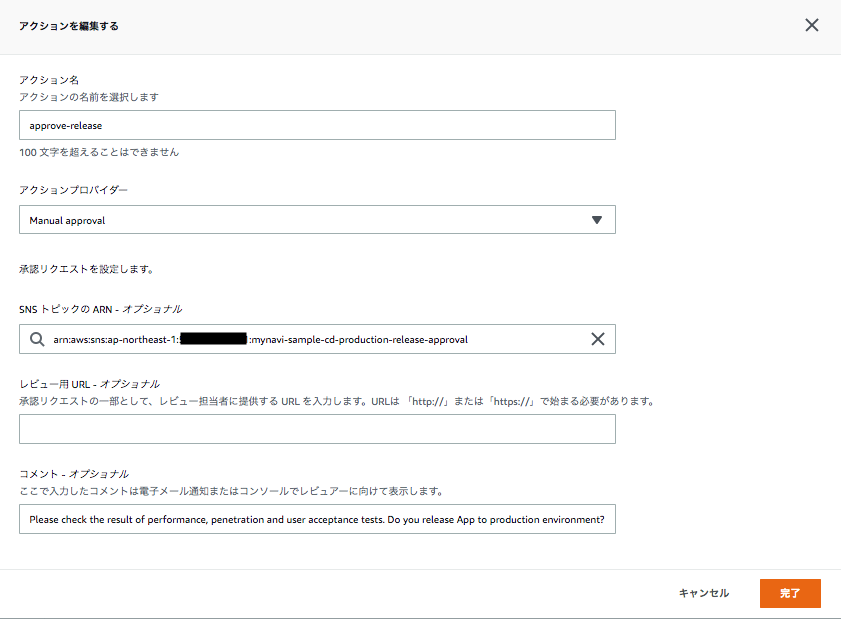 アクションを編集する
アクション名
アクションの名前を選択します
approve-release
100 文字を超えることはできません
アクションプロバイダー
Manual approval
承認リクエストを設定します。
SNS トピックの ARN - オプショナル
arn:aws:sns:ap-northeast-1: :mynavi-sample-cd-production-release-approval
レビュー用 URL - オプショナル
承認リクエストの一部として、レビュー担当者に提供する URL を入力します。URLは 「http://」または「https://」で始まる必要があります。
コメント - オプショナル
ここで入力したコメントは電子メール通知またはコンソールでレビュアーに向けて表示します。
Please check the result of performance, penetration and user acceptance tests. Do you release App to production environment?
キャンセル
完了